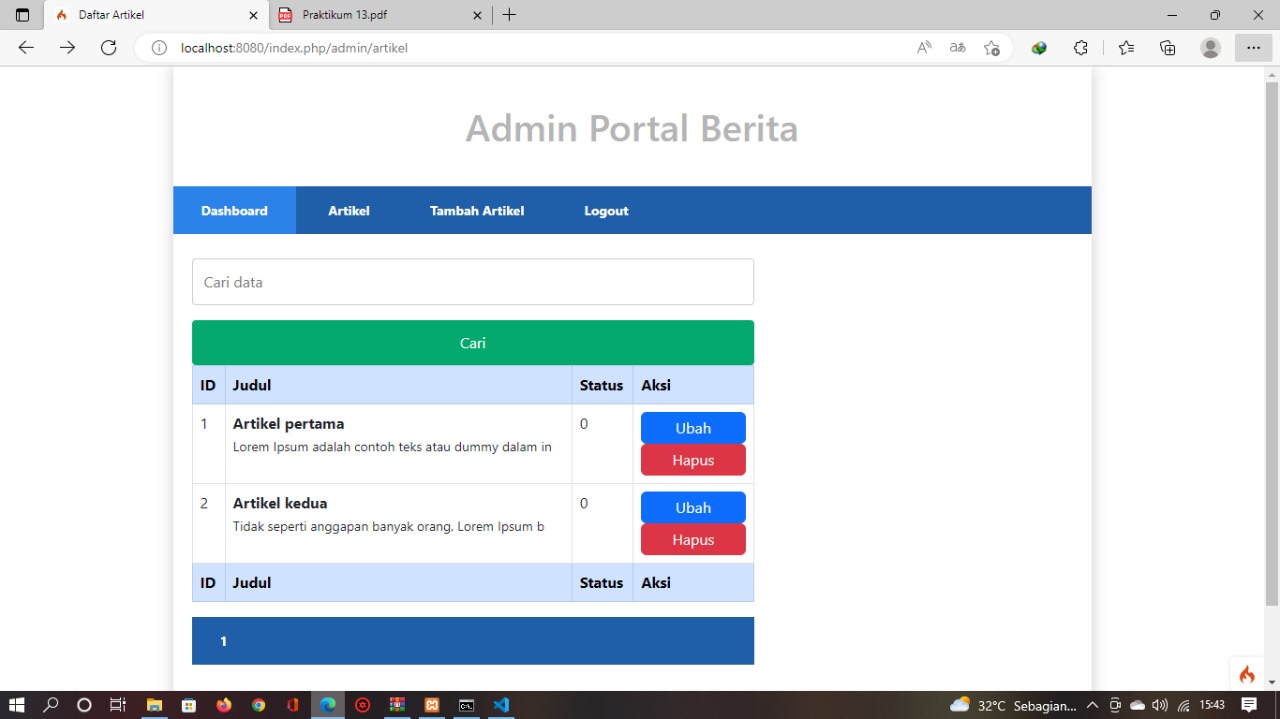 Daftar Artikel
Praktikum 13.pdf
localhost:8080/index.php/admin/artikel
Admin Portal Berita
Dashboard Artikel Tambah Artikel Logout
Cari data
Cari
ID Judul Status Aksi
1 Artikel pertama 0 Ubah
Lorem Ipsum adalah contoh teks atau dummy dalam in
Hapus
2 Artikel kedua 0 Ubah
Tidak seperti anggapan banyak orang, Lorem Ipsum b
Hapus
ID Judul Status Aksi
1
32°C Sebagian... 15:43